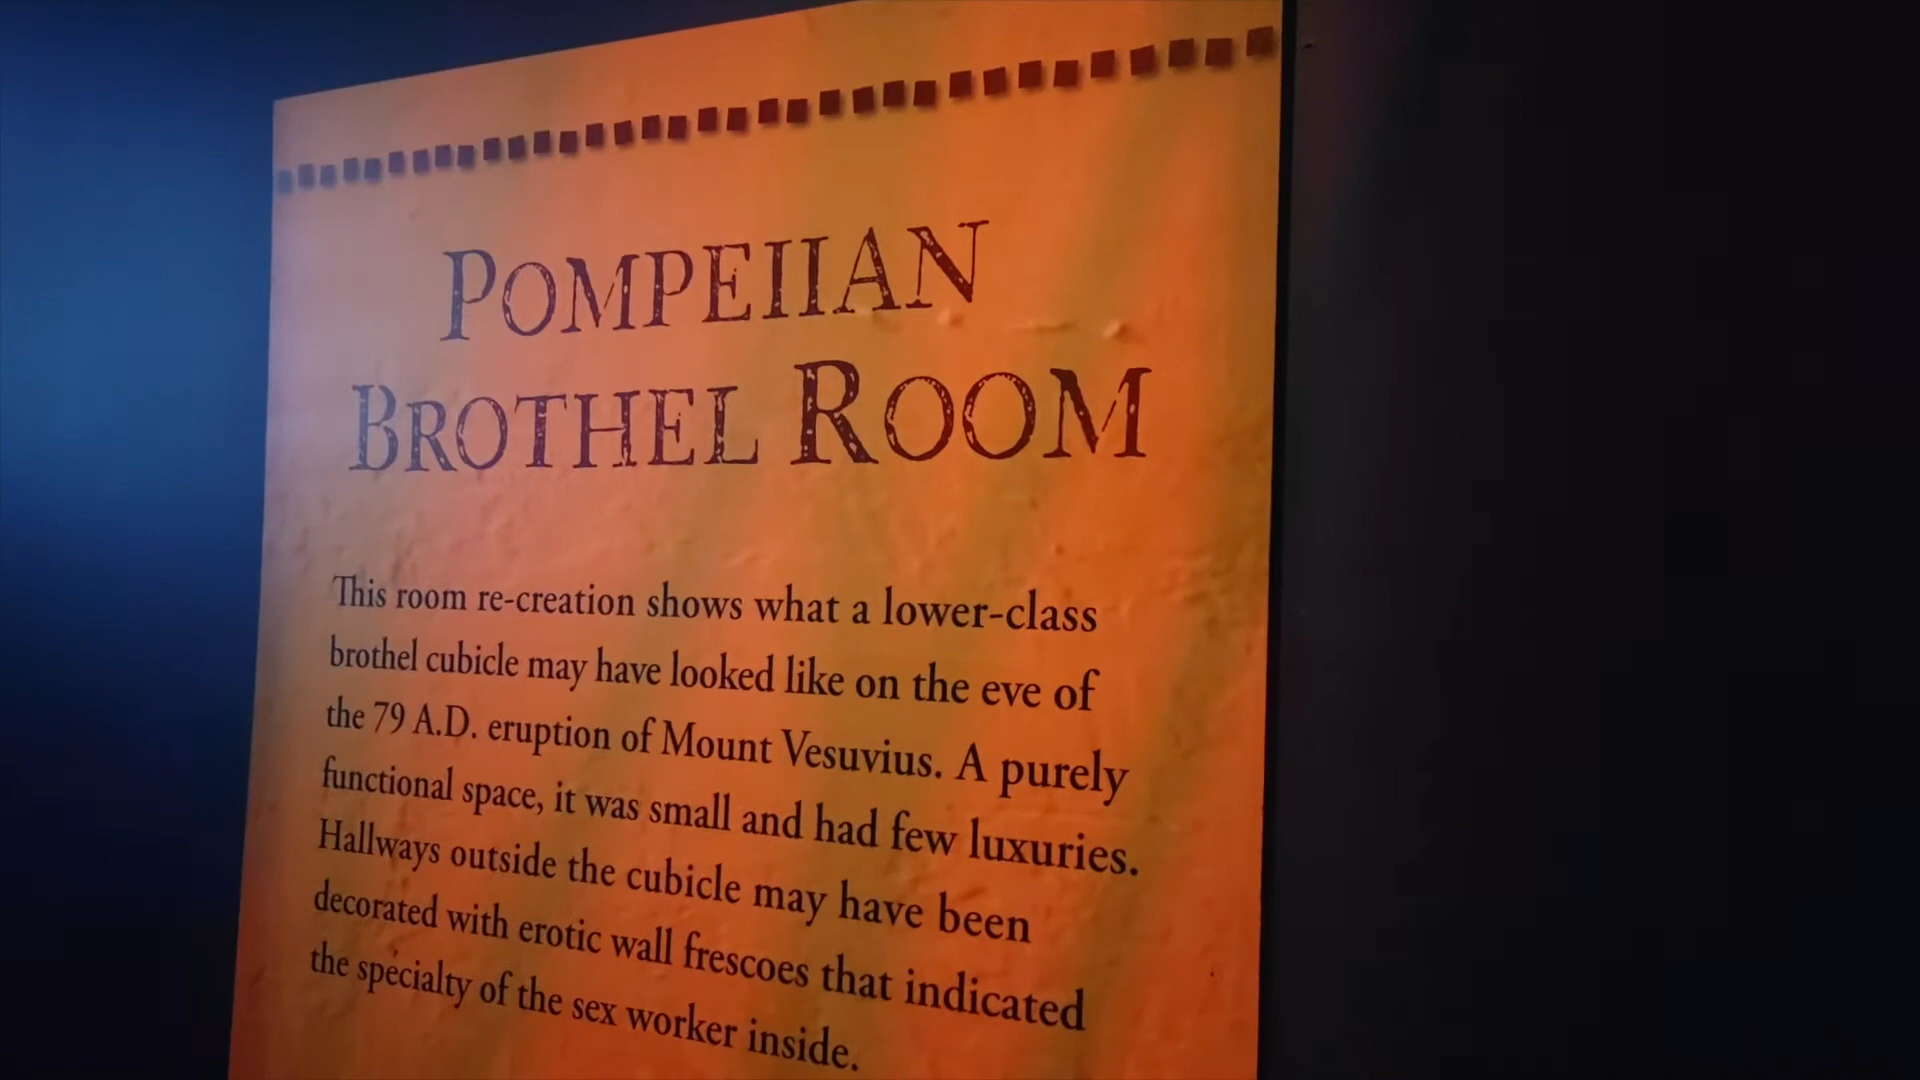 POMPEIIAN
BROTHEL ROOM
This room re-creation shows what a lower-class
brothel cubicle may have looked like on the eve of
the 79 A.D. eruption of Mount Vesuvius. A purely
functional space, it was small and had few luxuries.
Hallways outside the cubicle may have been
decorated with erotic wall frescoes that indicated
the specialty of the sex worker inside.